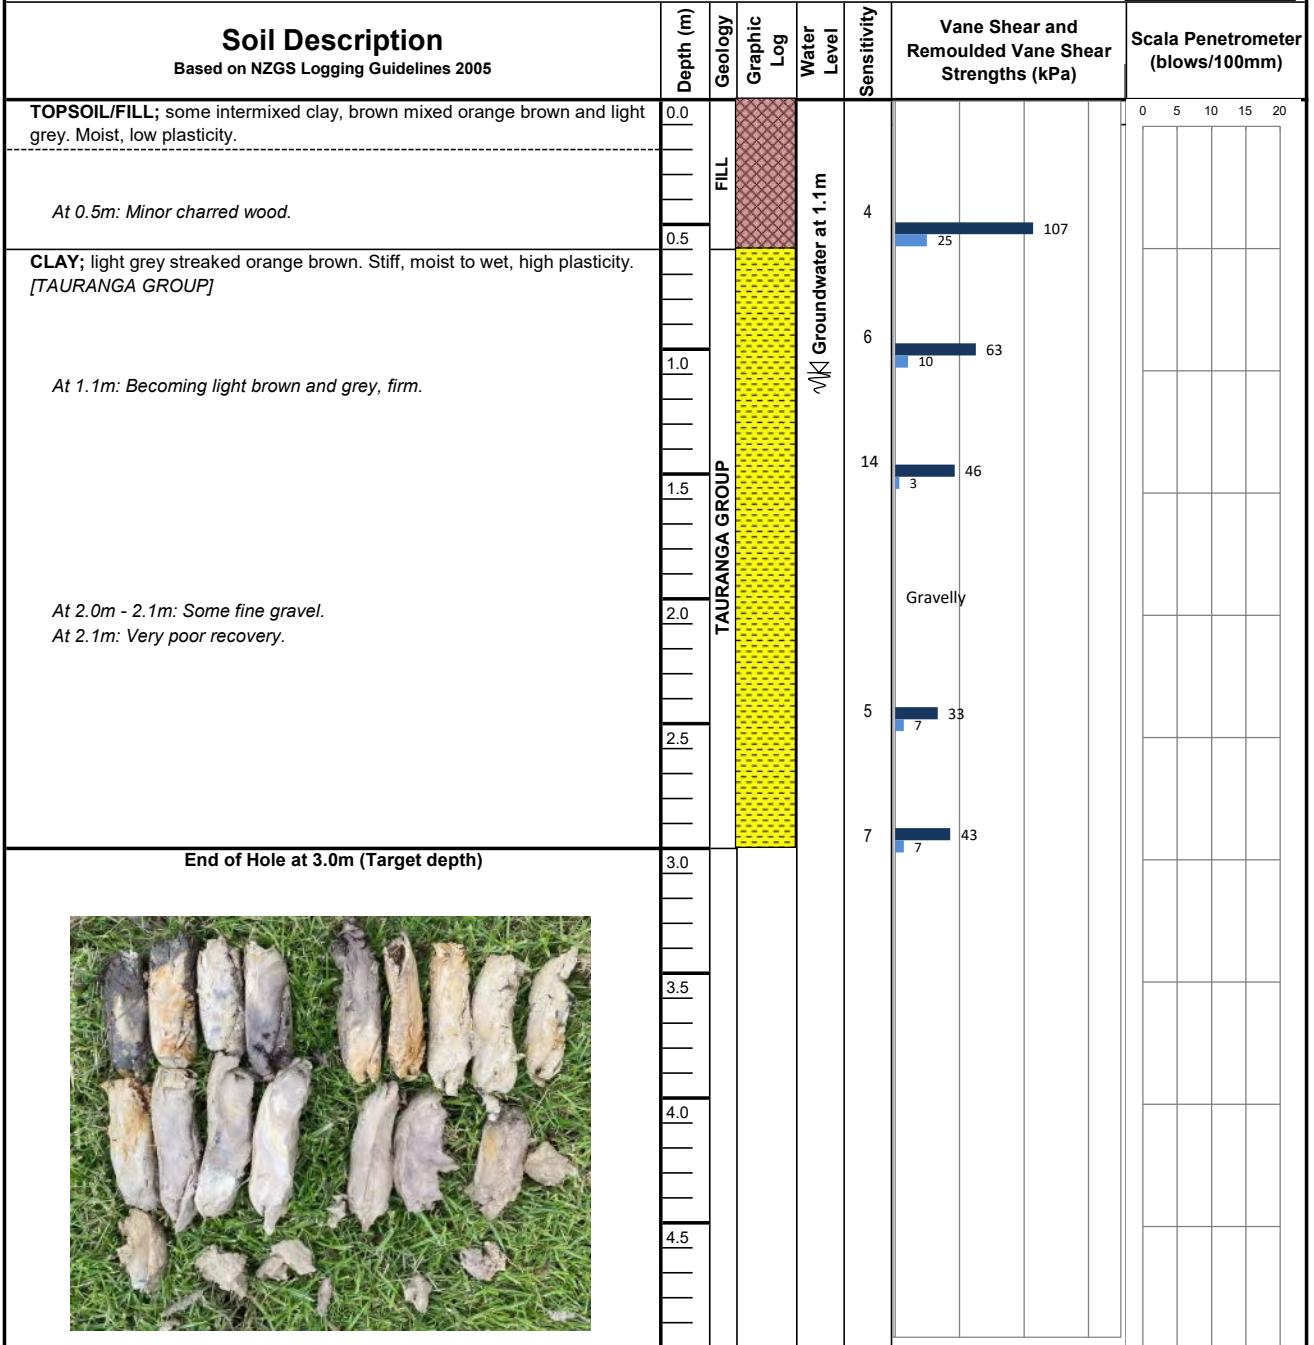 Soil Description
Based on NZGS Logging Guidelines 2005
Depth (m)
Geology
Graphic
Log
Water
Level
Sensitivity
Vane Shear and
Remoulded Vane Shear
Strengths (kPa)
Scala Penetrometer
(blows/100mm)
0 5 10 15 20
TOPSOIL/FILL; some intermixed clay, brown mixed orange brown and light
grey. Moist, low plasticity.
At 0.5m: Minor charred wood.
CLAY; light grey streaked orange brown. Stiff, moist to wet, high plasticity.
[TAURANGA GROUP]
At 1.1m: Becoming light brown and grey, firm.
At 2.0m - 2.1m: Some fine gravel.
At 2.1m: Very poor recovery.
End of Hole at 3.0m (Target depth)
0.0
0.5
1.0
1.5
2.0
2.5
3.0
3.5
4.0
4.5
FILL
TAURANGA GROUP
Groundwater at 1.1m
4
6
14
5
7
107
25
63
10
46
3
Gravelly
33
7
43
7